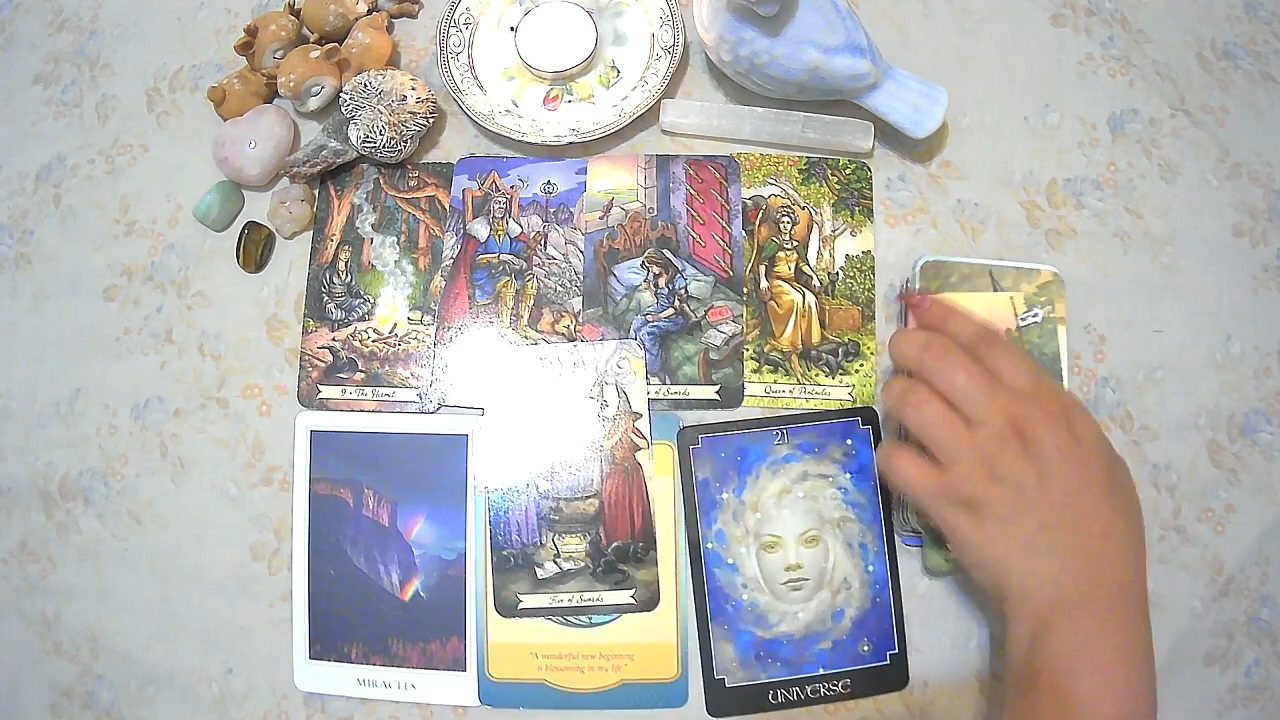 9 - The Hermit
of Swords
Queen of Pentacles
Five of Swords
MIRACLES
"A wonderful new beginning
is blossoming in my life"
21
UNIVERSE